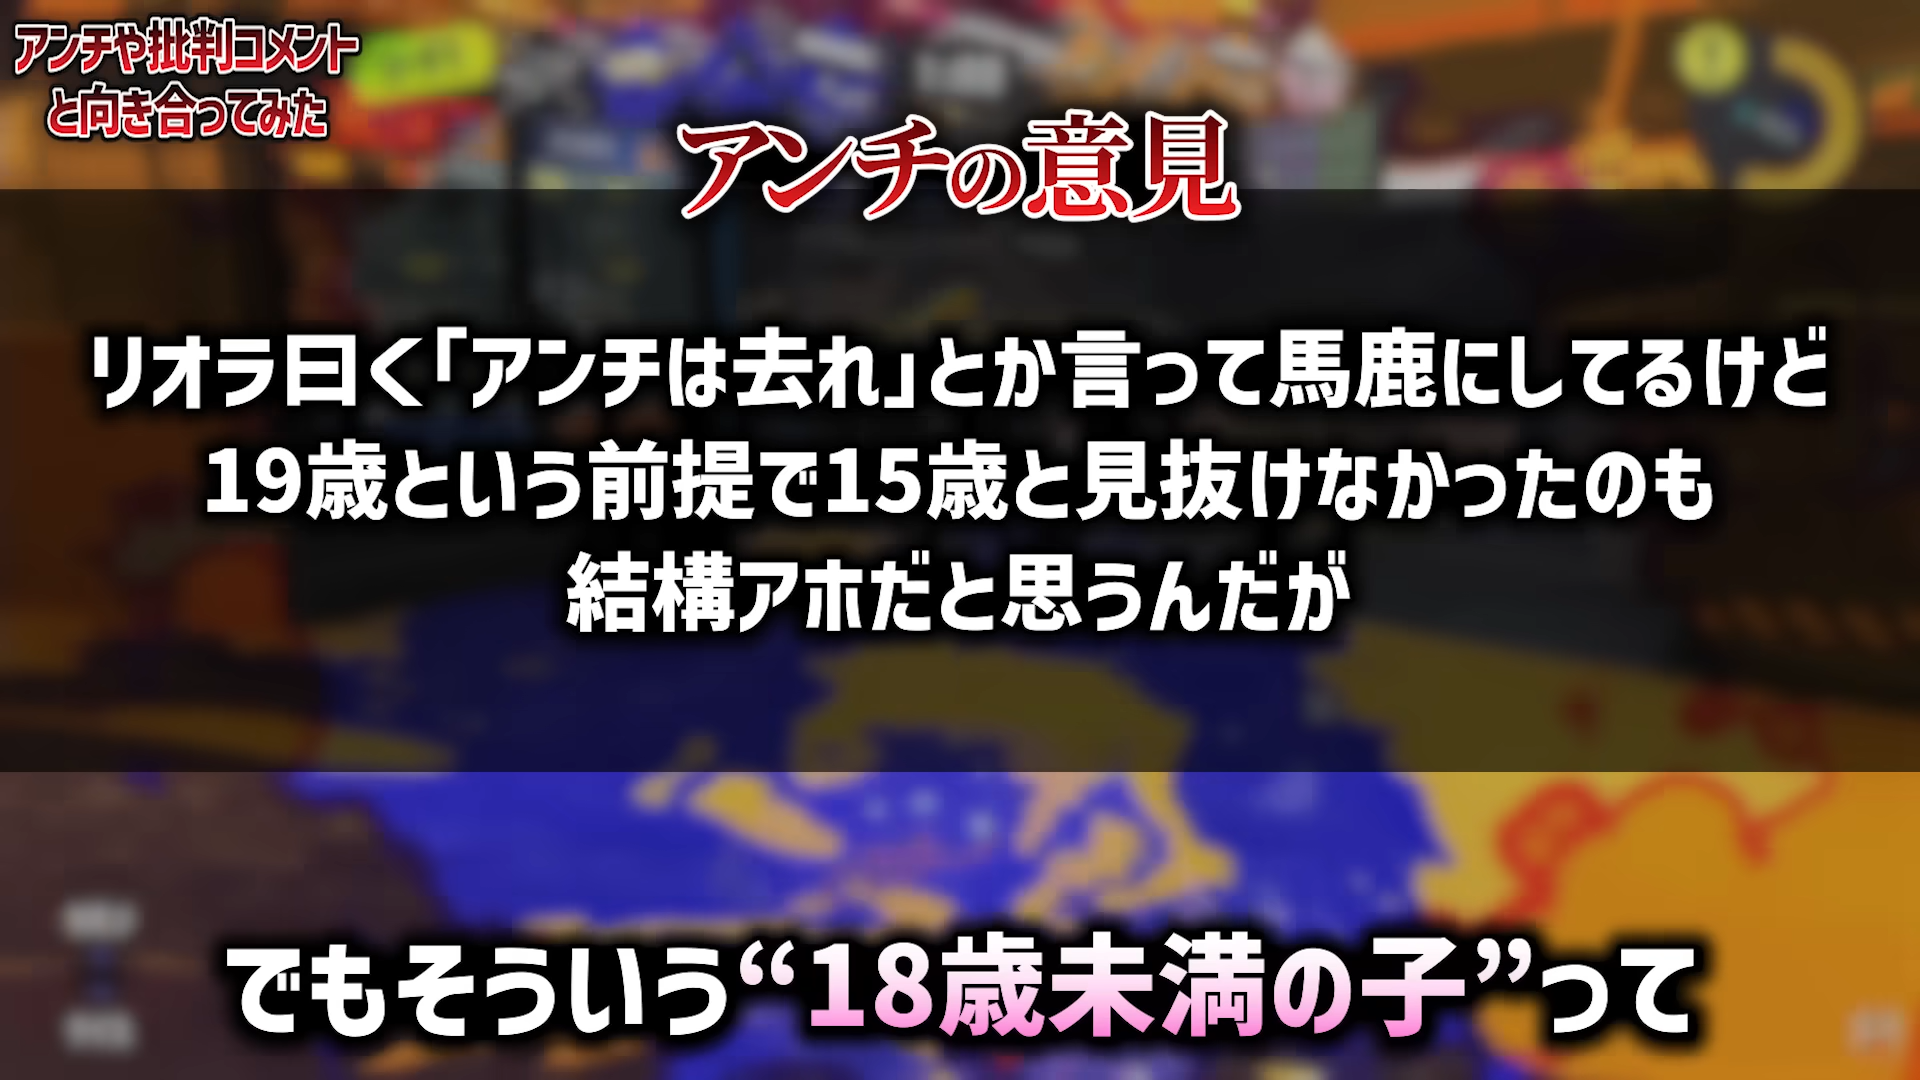 アンチや批判コメント
と向き合ってみた
アンチの意見
リオラ曰く「アンチは去れ」とか言って馬鹿にしてるけど
19歳という前提で15歳と見抜けなかったのも
結構アホだと思うんだが
でもそういう“18歳未満の子”って